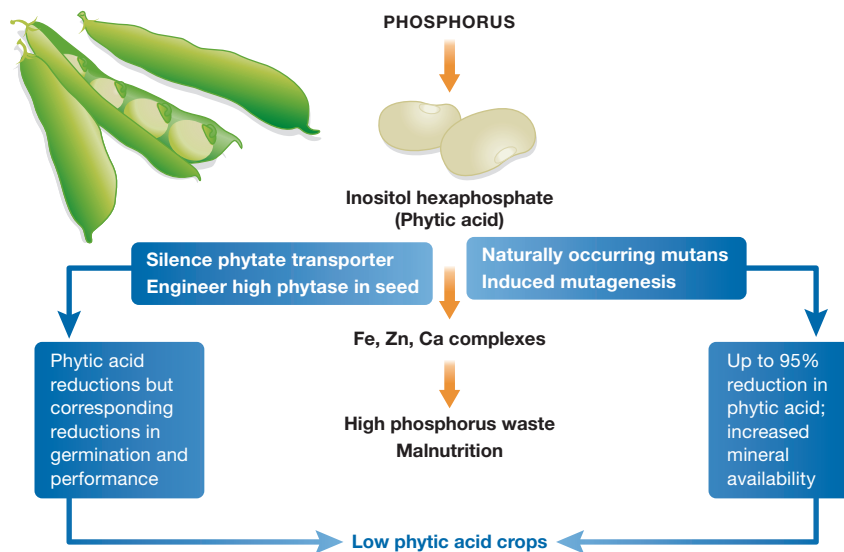 PHOSPHORUS
Inositol hexaphosphate
(Phytic acid)
Silence phytate transporter
Engineer high phytase in seed
Naturally occurring mutans
Induced mutagenesis
Fe, Zn, Ca complexes
Phytic acid
reductions but
corresponding
reductions in
germination and
performance
Up to 95%
reduction in
phytic acid;
increased
mineral
availability
High phosphorus waste
Malnutrition
Low phytic acid crops